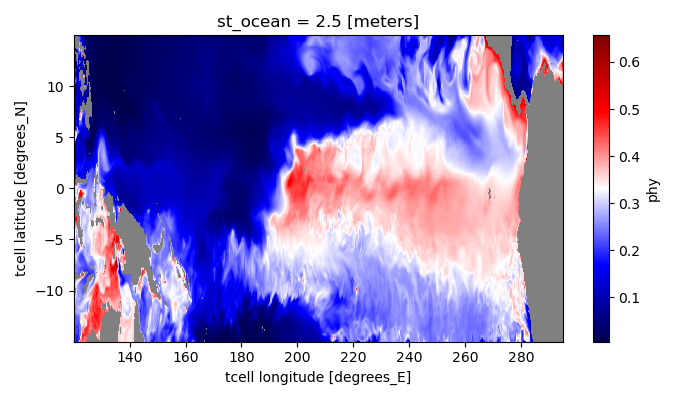 st_ocean = 2.5 [meters]
10
5
0
−5
−10
tcell latitude [degrees_N]
140 160 180 200 220 240 260 280
tcell longitude [degrees_E]
0.6
0.5
0.4
0.3
0.2
0.1
phy